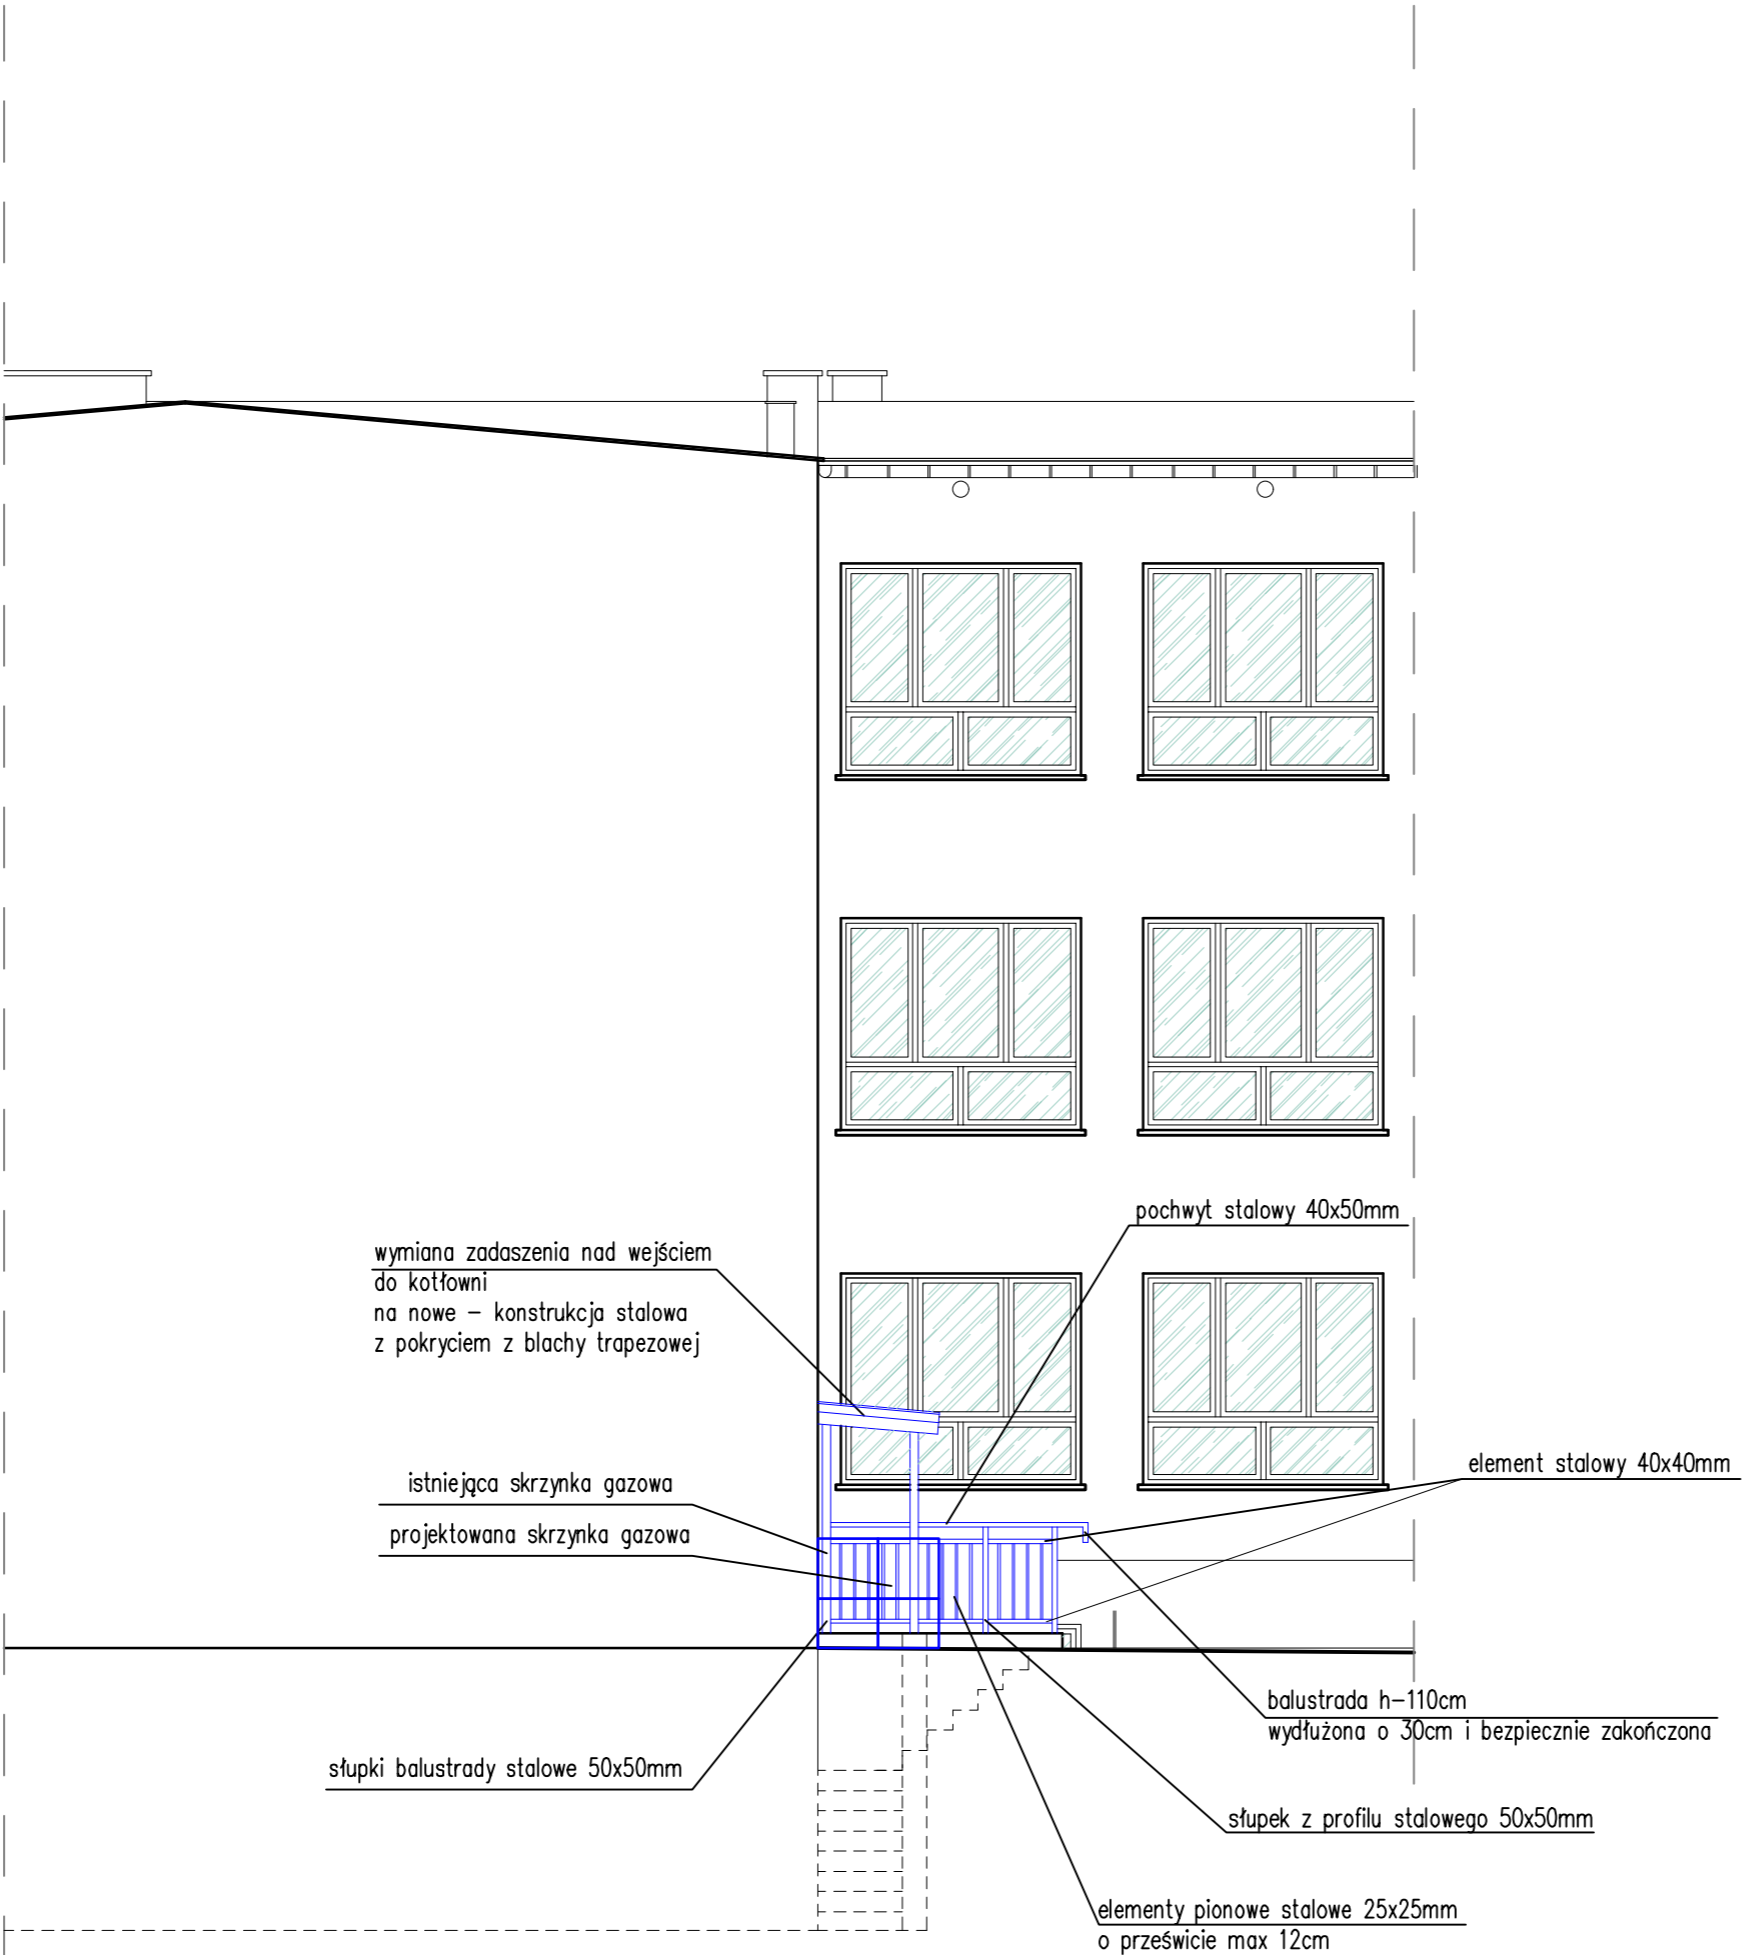 pochwyt stalowy 40x50mm
wymiana zadaszenia nad wejściem
do kotłowni
na nowe – konstrukcja stalowa
z pokryciem z blachy trapezowej
element stalowy 40x40mm
istniejąca skrzynka gazowa
projektowana skrzynka gazowa
balustrada h–110cm
wydłużona o 30cm i bezpiecznie zakończona
słupki balustrady stalowe 50x50mm
słupek z profilu stalowego 50x50mm
elementy pionowe stalowe 25x25mm
o prześwicie max 12cm